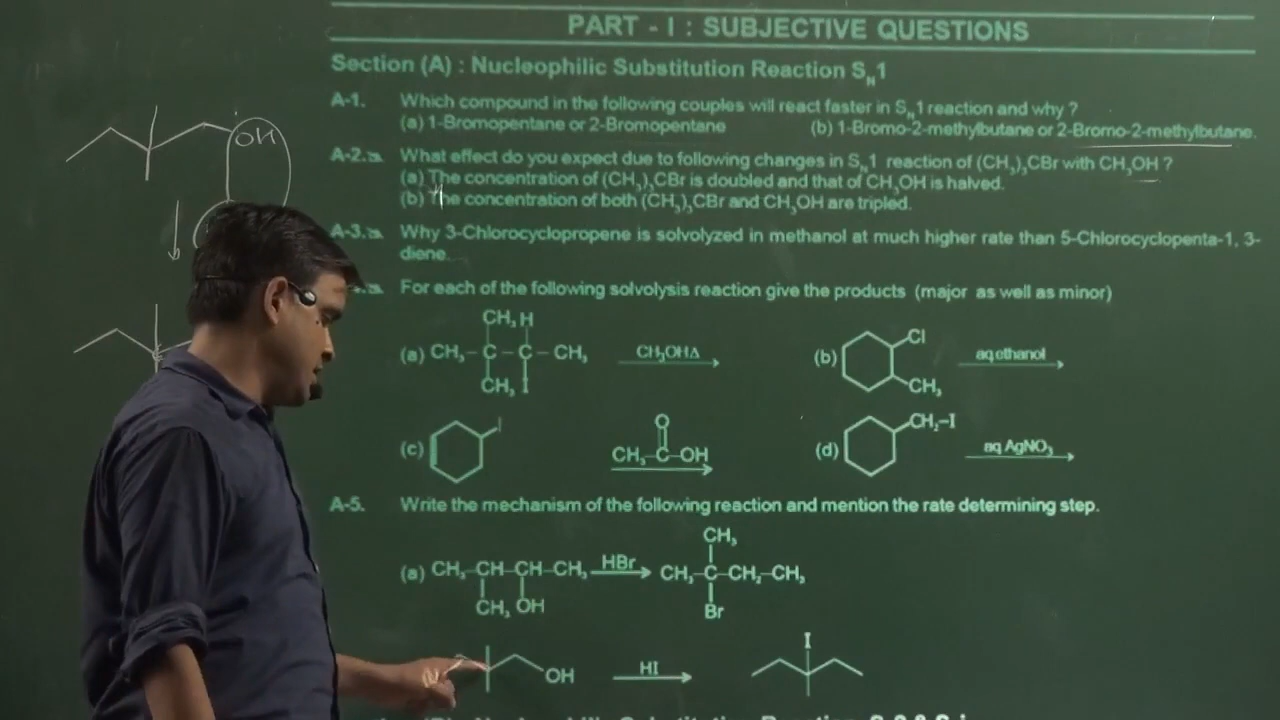 PART - I : SUBJECTIVE QUESTIONS
Section (A) : Nucleophilic Substitution Reaction SN1
A-1. Which compound in the following couples will react faster in SN1 reaction and why ?
(a) 1-Bromopentane or 2-Bromopentane (b) 1-Bromo-2-methylbutane or 2-Bromo-2-methylbutane.
A-2. What effect do you expect due to following changes in SN1 reaction of (CH3)3CBr with CH3OH ?
(a) The concentration of (CH3)3CBr is doubled and that of CH3OH is halved.
(b) The concentration of both (CH3)3CBr and CH3OH are tripled.
A-3. Why 3-Chlorocyclopropene is solvolyzed in methanol at much higher rate than 5-Chlorocyclopenta-1, 3-
diene.
For each of the following solvolysis reaction give the products (major as well as minor)
CH3 H
(a) CH3 – C – C – CH3 CH3OHΔ
CH3 I
(b) Cl aq ethanol
CH3
(c) I O
CH3–C–OH
(d) CH2–I aq AgNO3
A-5. Write the mechanism of the following reaction and mention the rate determining step.
CH3
(a) CH3–CH–CH–CH3 HBr CH3–C–CH2–CH3
CH3 OH Br
I
OH HI
OH